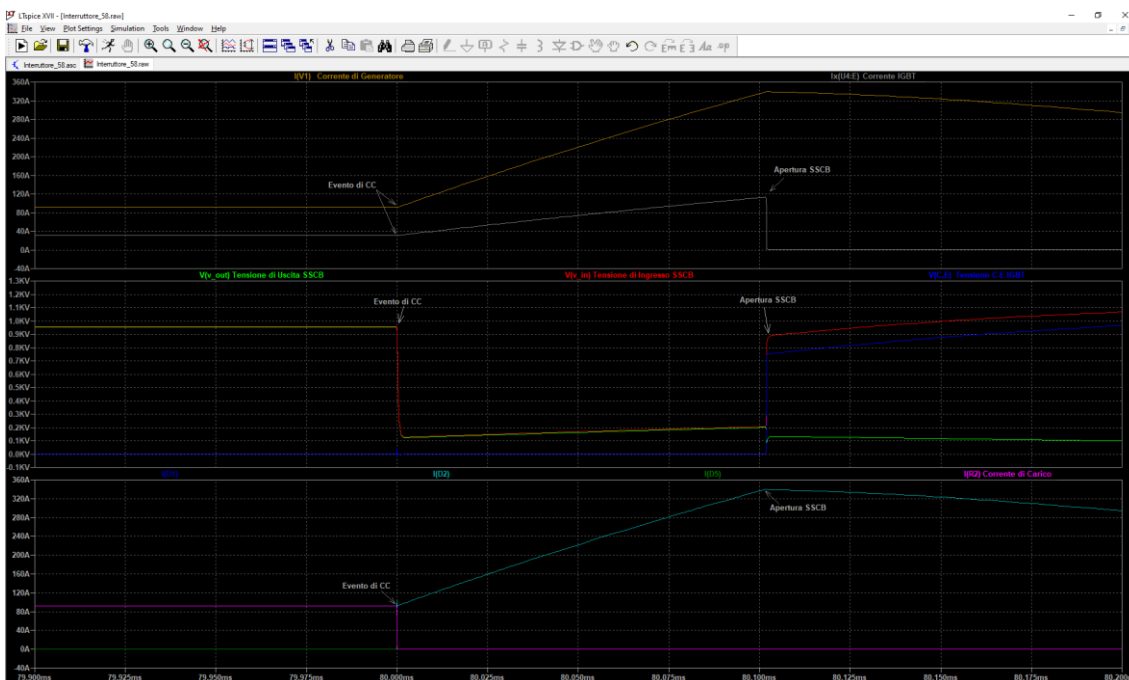 LTspice XVII - [Interruttore_58.raw]
File View Plot Settings Simulation Tools Window Help
Interruttore_58.asc Interruttore_58.raw
I(V1) Corrente di Generatore Ix(U4:E) Corrente IGBT
360A
320A
280A
240A
200A
160A
120A
80A
40A
0A
-40A
Apertura SSCB
Evento di CC
V(v_out) Tensione di Uscita SSCB V(v_in) Tensione di Ingresso SSCB V(C,E) Tensione C-E IGBT
1.3KV
1.2KV
1.1KV
1.0KV
0.9KV
0.8KV
0.7KV
0.6KV
0.5KV
0.4KV
0.3KV
0.2KV
0.1KV
0.0KV
-0.1KV
Evento di CC
Apertura SSCB
I(D2) I(D5) I(R2) Corrente di Carico
360A
320A
280A
240A
200A
160A
120A
80A
40A
0A
-40A
Apertura SSCB
Evento di CC
79.900ms 79.925ms 79.950ms 79.975ms 80.000ms 80.025ms 80.050ms 80.075ms 80.100ms 80.125ms 80.150ms 80.175ms 80.200ms